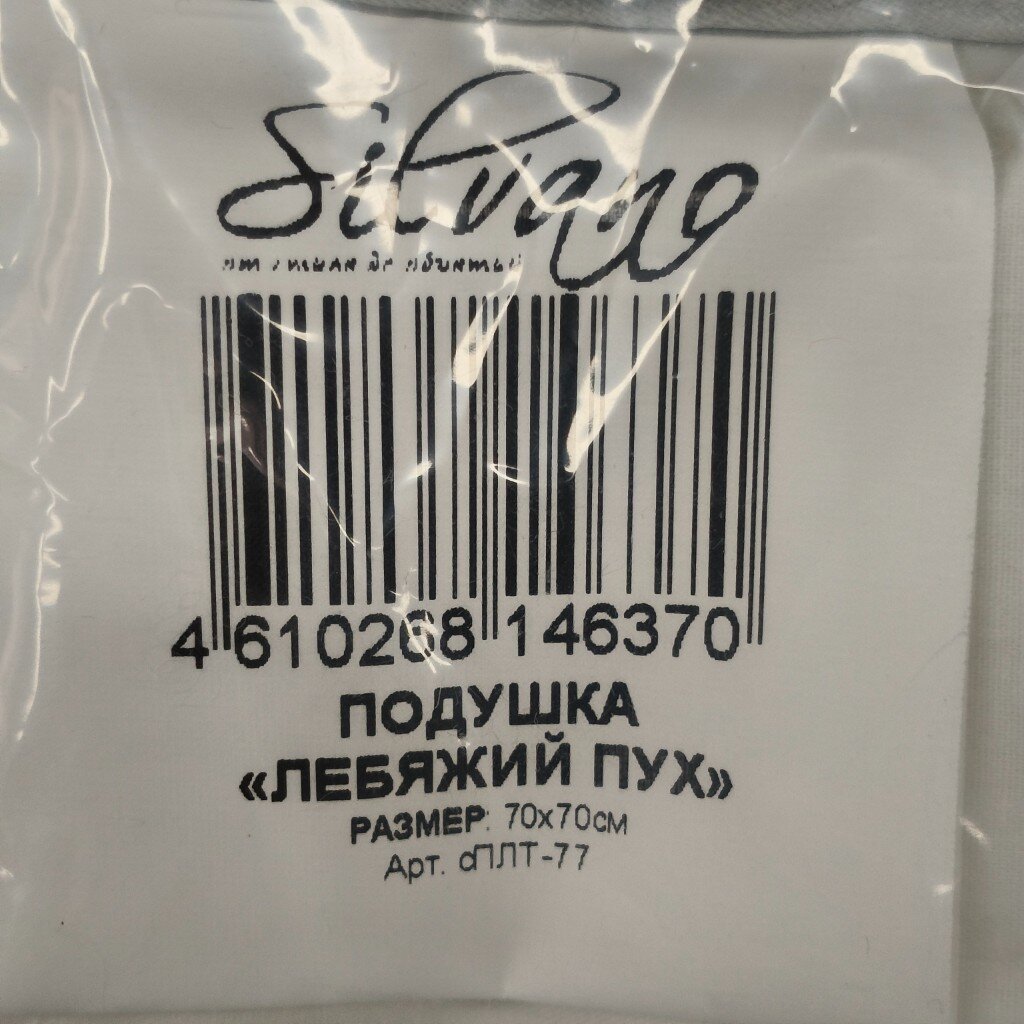 Silvano
4 610268 146370
ПОДУШКА
«ЛЕБЯЖИЙ ПУХ»
РАЗМЕР: 70х70см
Арт. сПЛТ-77